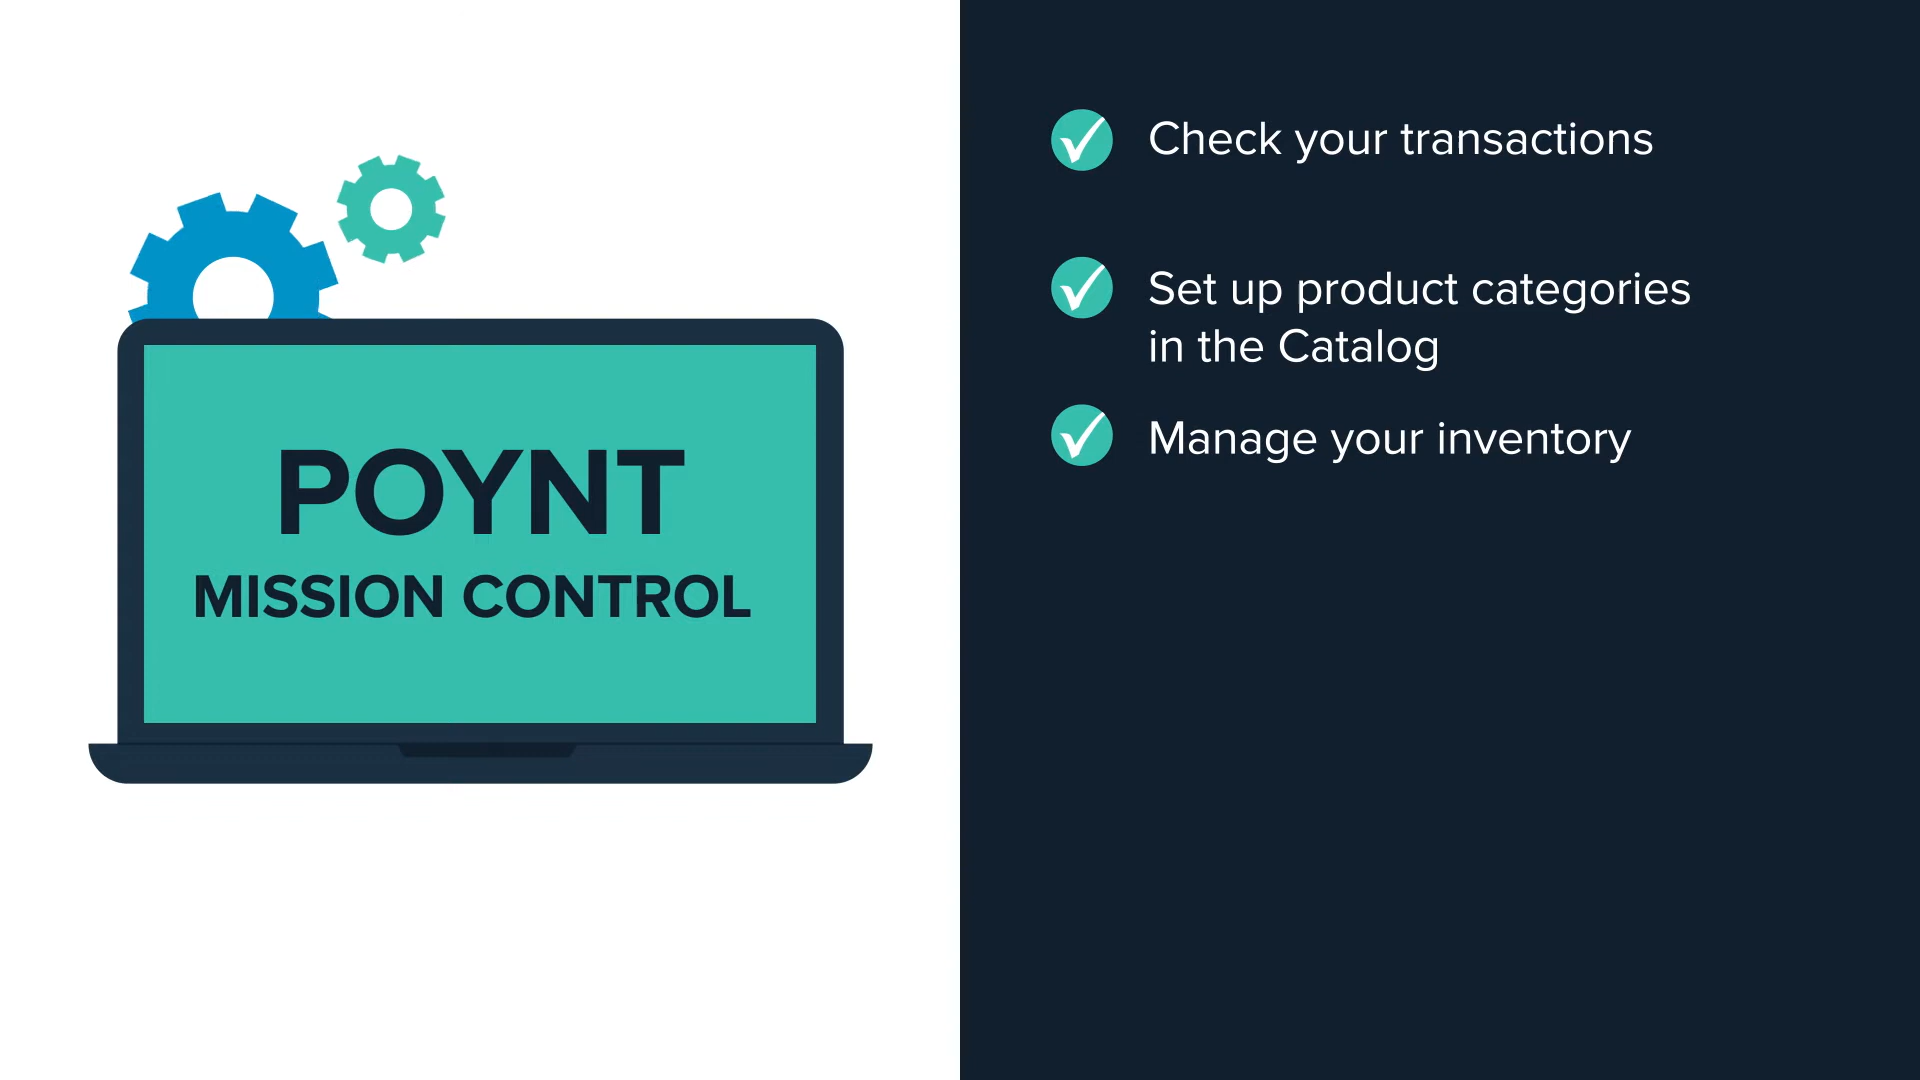 POYNT
MISSION CONTROL
Check your transactions
Set up product categories
in the Catalog
Manage your inventory